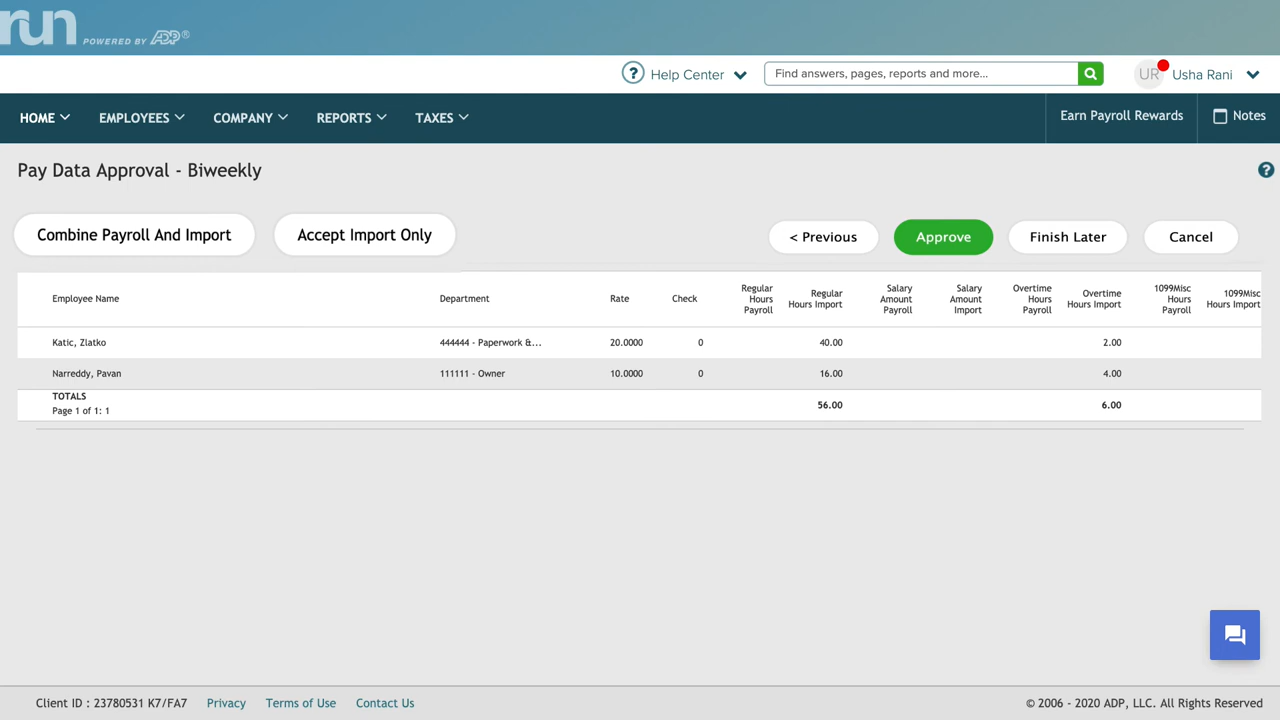 run POWERED BY ADP®
? Help Center Find answers, pages, reports and more... UR Usha Rani
HOME EMPLOYEES COMPANY REPORTS TAXES Earn Payroll Rewards Notes
Pay Data Approval - Biweekly ?
Combine Payroll And Import Accept Import Only < Previous Approve Finish Later Cancel
Employee Name Department Rate Check Regular Hours Payroll Regular Hours Import Salary Amount Payroll Salary Amount Import Overtime Hours Payroll Overtime Hours Import 1099Misc Hours Payroll 1099Misc Hours Import
Katic, Zlatko 444444 - Paperwork &... 20.0000 0 40.00 2.00
Narreddy, Pavan 111111 - Owner 10.0000 0 16.00 4.00
TOTALS
Page 1 of 1: 1 56.00 6.00
Client ID : 23780531 K7/FA7 Privacy Terms of Use Contact Us © 2006 - 2020 ADP, LLC. All Rights Reserved